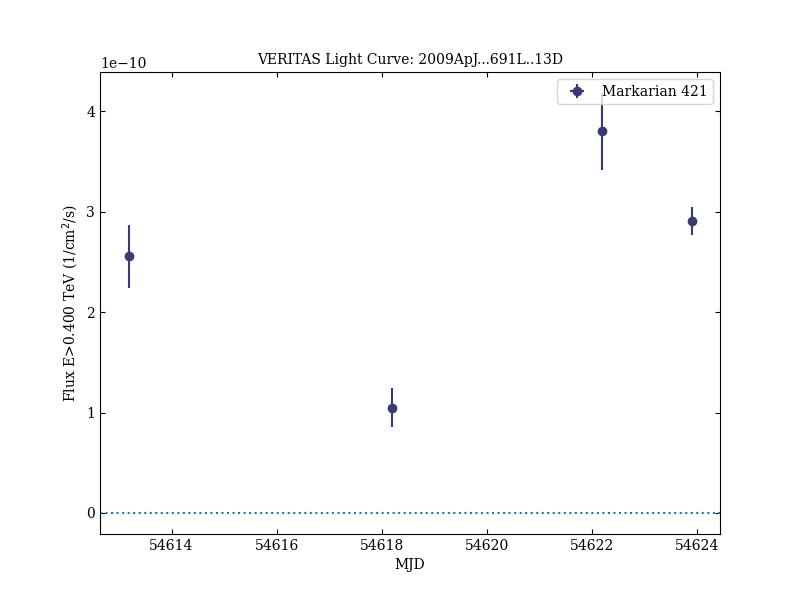 VERITAS Light Curve: 2009ApJ...691L..13D
1e−10
Markarian 421
Flux E>0.400 TeV (1/cm²/s)
4
3
2
1
0
54614 54616 54618 54620 54622 54624
MJD